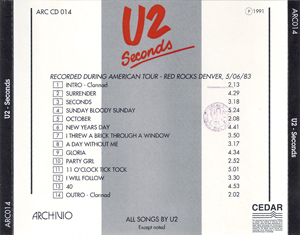 ARC CD 014
U2
Seconds
℗ 1991
RECORDED DURING AMERICAN TOUR - RED ROCKS DENVER, 5/06/83
1 INTRO - Clannad 2,13
2 SURRENDER 4.29
3 SECONDS 3.18
4 SUNDAY BLOODY SUNDAY 5.24
5 OCTOBER 2.08
6 NEW YEARS DAY 4.41
7 I THREW A BRICK THROUGH A WINDOW 3.50
8 A DAY WITHOUT ME 3.17
9 GLORIA 4.34
10 PARTY GIRL 2.52
11 11 O'CLOCK TICK TOCK 5.01
12 I WILL FOLLOW 3.30
13 40 4.53
14 OUTRO - Clannad 2.02
ARCHIVIO
ALL SONGS BY U2
Except noted
CEDAR
U2 - Seconds
ARC014
ARC014
U2 - Seconds